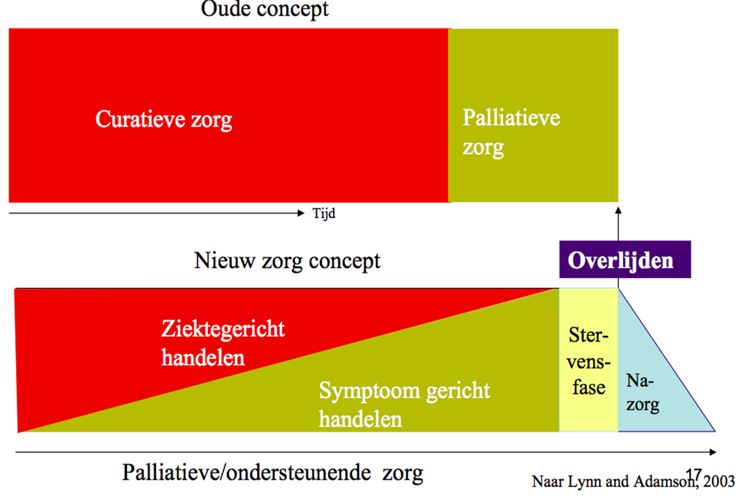 Oude concept
Curatieve zorg
Palliatieve
zorg
Tijd
Nieuw zorg concept
Overlijden
Ziektegericht
handelen
Symptoom gericht
handelen
Ster-
vens-
fase
Na-
zorg
Palliatieve/ondersteunende zorg
17
Naar Lynn and Adamson, 2003